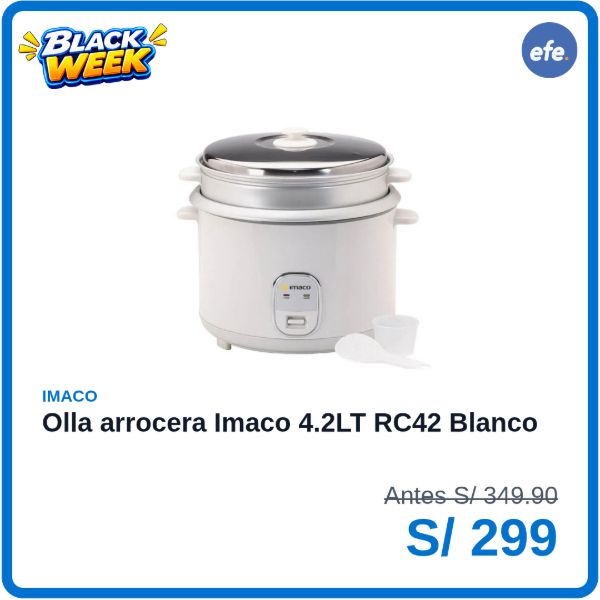 BLACK
WEEK
efe.
imaco
IMACO
Olla arrocera Imaco 4.2LT RC42 Blanco
Antes S/ 349.90
S/ 299